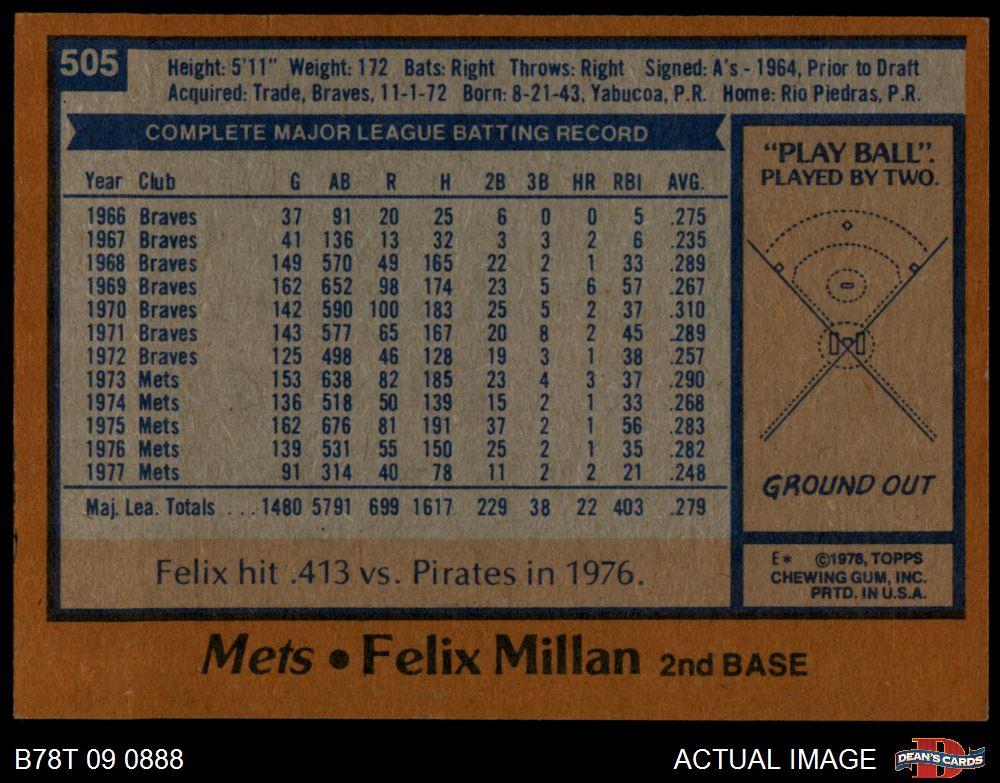 505
Height: 5'11" Weight: 172 Bats: Right Throws: Right Signed: A's - 1964, Prior to Draft
Acquired: Trade, Braves, 11-1-72 Born: 8-21-43, Yabucoa, P.R. Home: Rio Piedras, P.R.
COMPLETE MAJOR LEAGUE BATTING RECORD
Year Club G AB R H 2B 3B HR RBI AVG.
1966 Braves 37 91 20 25 6 0 0 5 .275
1967 Braves 41 136 13 32 3 3 2 6 .235
1968 Braves 149 570 49 165 22 2 1 33 .289
1969 Braves 162 652 98 174 23 5 6 57 .267
1970 Braves 142 590 100 183 25 5 2 37 .310
1971 Braves 143 577 65 167 20 8 2 45 .289
1972 Braves 125 498 46 128 19 3 1 38 .257
1973 Mets 153 638 82 185 23 4 3 37 .290
1974 Mets 136 518 50 139 15 2 1 33 .268
1975 Mets 162 676 81 191 37 2 1 56 .283
1976 Mets 139 531 55 150 25 2 1 35 .282
1977 Mets 91 314 40 78 11 2 2 21 .248
Maj. Lea. Totals ... 1480 5791 699 1617 229 38 22 403 .279
Felix hit .413 vs. Pirates in 1976.
"PLAY BALL".
PLAYED BY TWO.
GROUND OUT
E* ©1978, TOPPS
CHEWING GUM, INC.
PRTD. IN U.S.A.
Mets • Felix Millan 2nd BASE
B78T 09 0888
ACTUAL IMAGE
D
DEAN'S CARDS